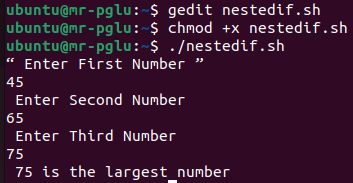 ubuntu@mr-pglu:~$ gedit nestedif.sh
ubuntu@mr-pglu:~$ chmod +x nestedif.sh
ubuntu@mr-pglu:~$ ./nestedif.sh
“ Enter First Number ”
45
 Enter Second Number
65
 Enter Third Number
75
 75 is the largest number